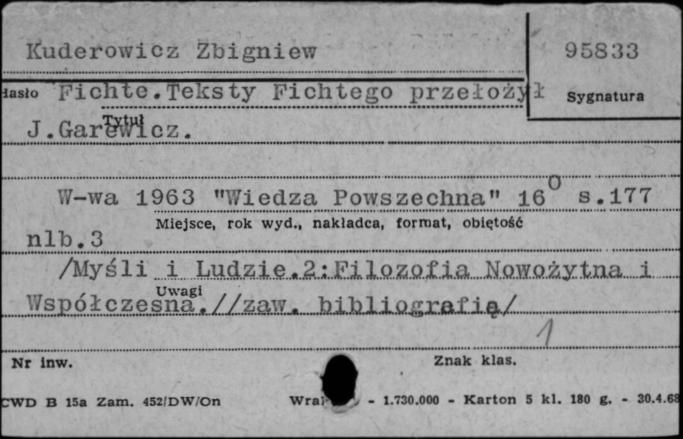 Kuderowicz Zbigniew
95833
Hasło Fichte. Teksty Fichtego przełożył
Sygnatura
Tytuł
J.Garewicz.
W-wa 1963 "Wiedza Powszechna" 16⁰ s.177
Miejsce, rok wyd., nakładca, format, objętość
nlb.3
/Myśli i Ludzie.2:Filozofia Nowożytna i
Uwagi
Współczesna.//zaw. bibliografię/
1
Nr inw.
Znak klas.
CWD B 15a Zam. 452/DW/On - 1.730.000 - Karton 5 kl. 180 g. - 30.4.68